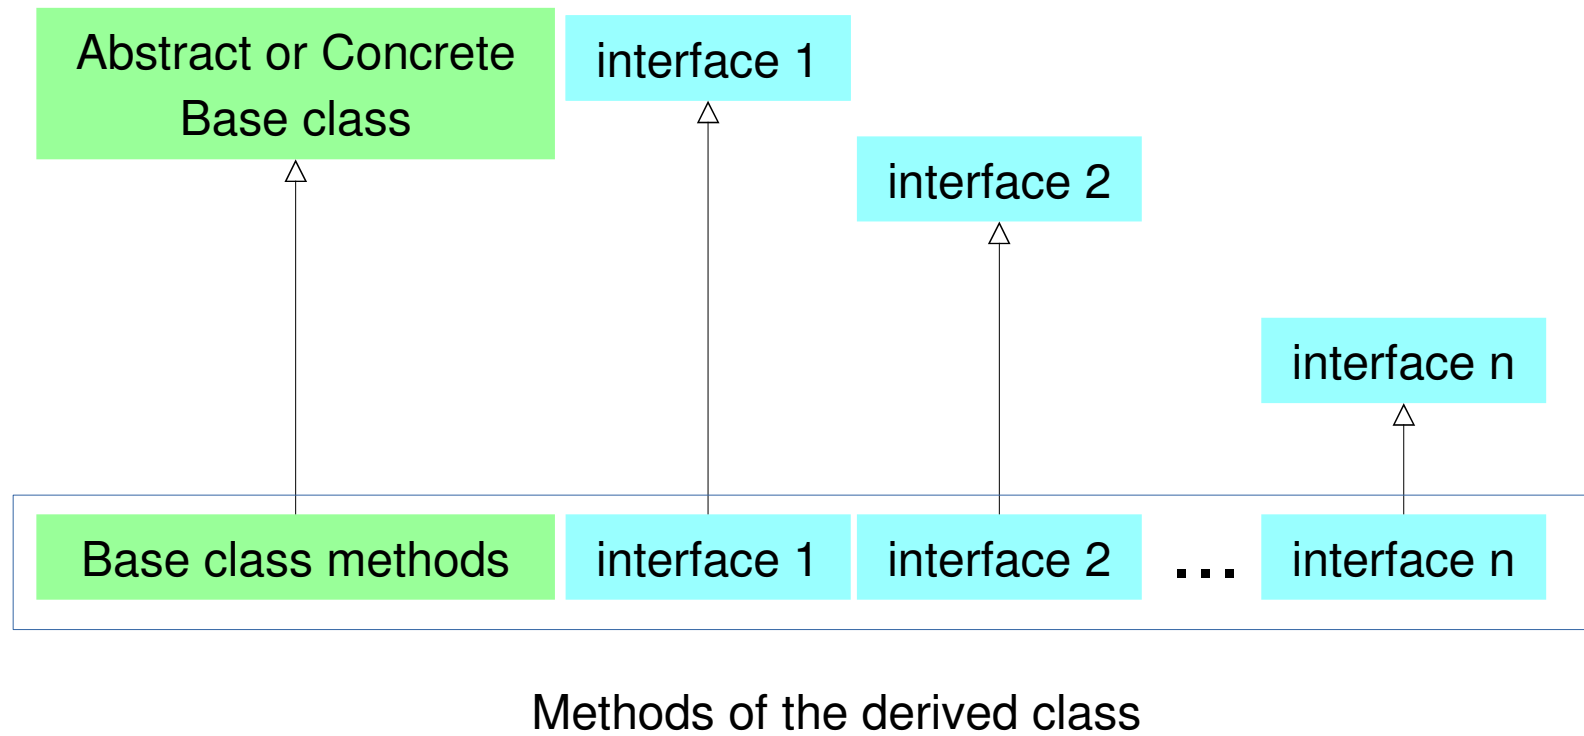 Abstract or Concrete
Base class
interface 1
interface 2
interface n
Base class methods
interface 1
interface 2
...
interface n
Methods of the derived class